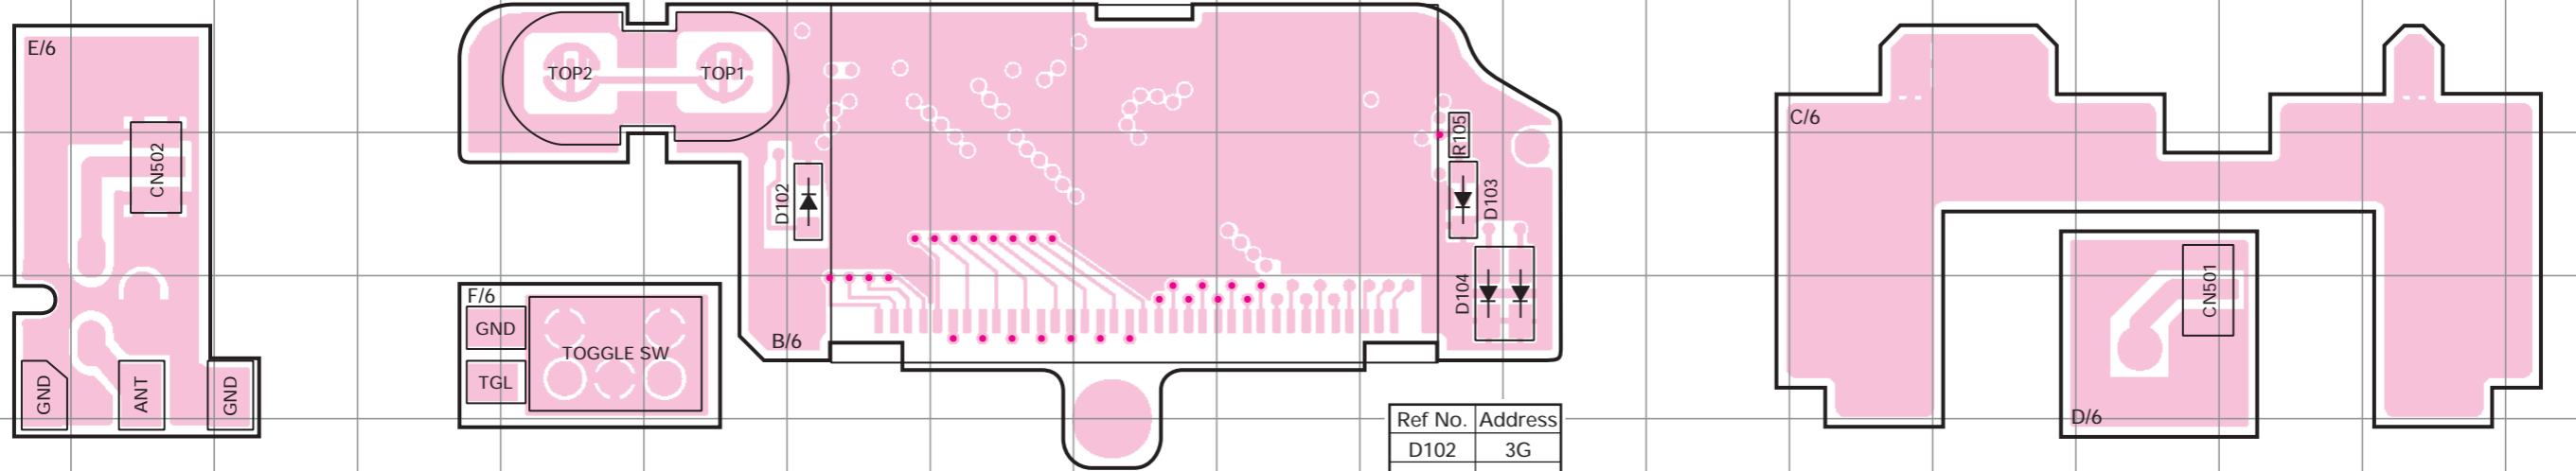 E/6
CN502
GND
ANT
GND
TOP2
TOP1
D102
R105
D103
D104
B/6
F/6
GND
TGL
TOGGLE SW
Ref No. Address
D102 3G
C/6
CN501
D/6